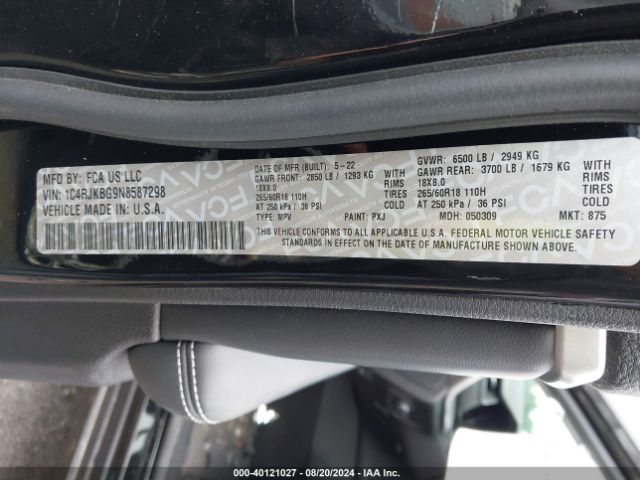 MFD BY: FCA US LLC
VIN: 1C4RJKBG9N8587298
VEHICLE MADE IN: U.S.A.
DATE OF MFR (BUILT): 5-22
GAWR FRONT: 2850 LB / 1293 KG WITH
18X8.0 RIMS
265/60R18 110H TIRES
AT 250 kPa / 36 PSI COLD
GVWR: 6500 LB / 2949 KG
GAWR REAR: 3700 LB / 1679 KG WITH
18X8.0 RIMS
265/60R18 110H TIRES
AT 250 kPa / 36 PSI COLD
TYPE: MPV PAINT: PXJ MDH: 050309 MKT: 875
THIS VEHICLE CONFORMS TO ALL APPLICABLE U.S.A. FEDERAL MOTOR VEHICLE SAFETY
STANDARDS IN EFFECT ON THE DATE OF MANUFACTURE SHOWN ABOVE.
000-40121027 - 08/20/2024 - IAA Inc.